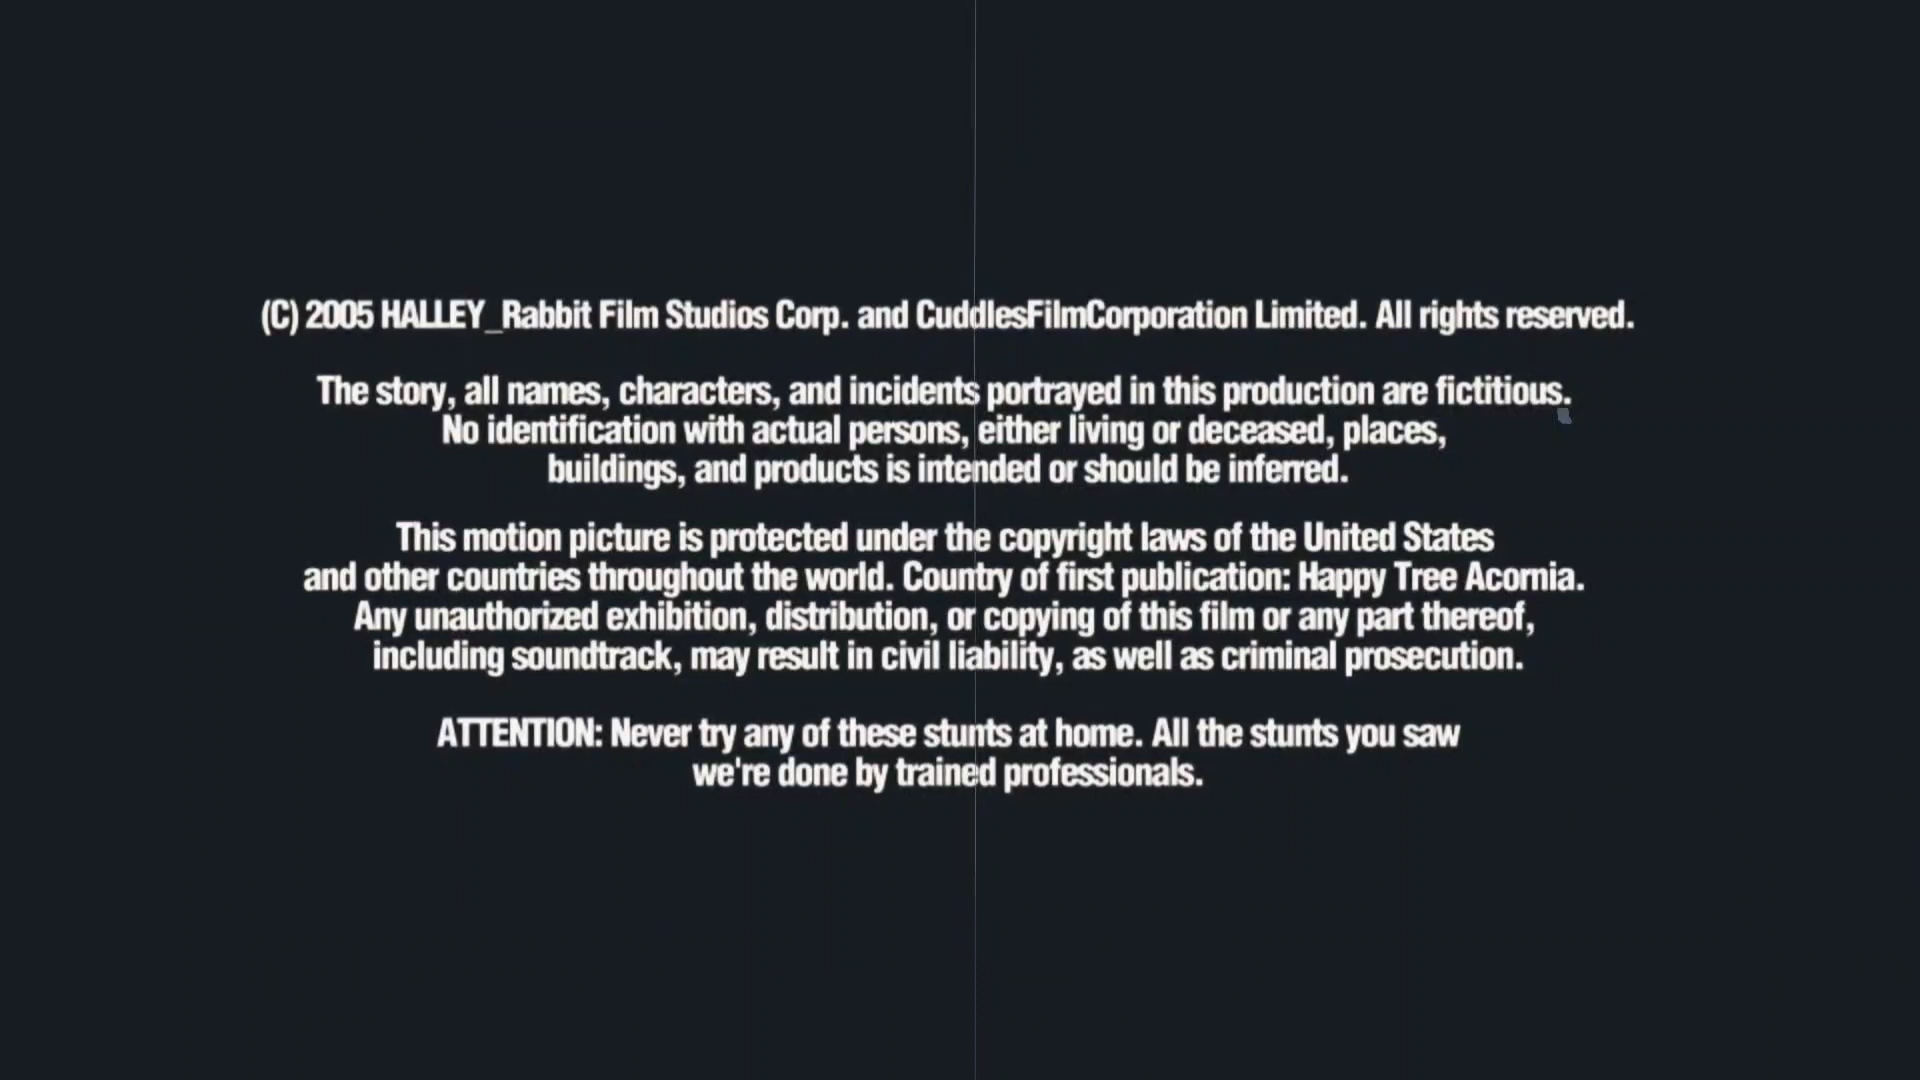 (C) 2005 HALLEY_Rabbit Film Studios Corp. and CuddlesFilmCorporation Limited. All rights reserved.
The story, all names, characters, and incidents portrayed in this production are fictitious.
No identification with actual persons, either living or deceased, places,
buildings, and products is intended or should be inferred.
This motion picture is protected under the copyright laws of the United States
and other countries throughout the world. Country of first publication: Happy Tree Acornia.
Any unauthorized exhibition, distribution, or copying of this film or any part thereof,
including soundtrack, may result in civil liability, as well as criminal prosecution.
ATTENTION: Never try any of these stunts at home. All the stunts you saw
we're done by trained professionals.